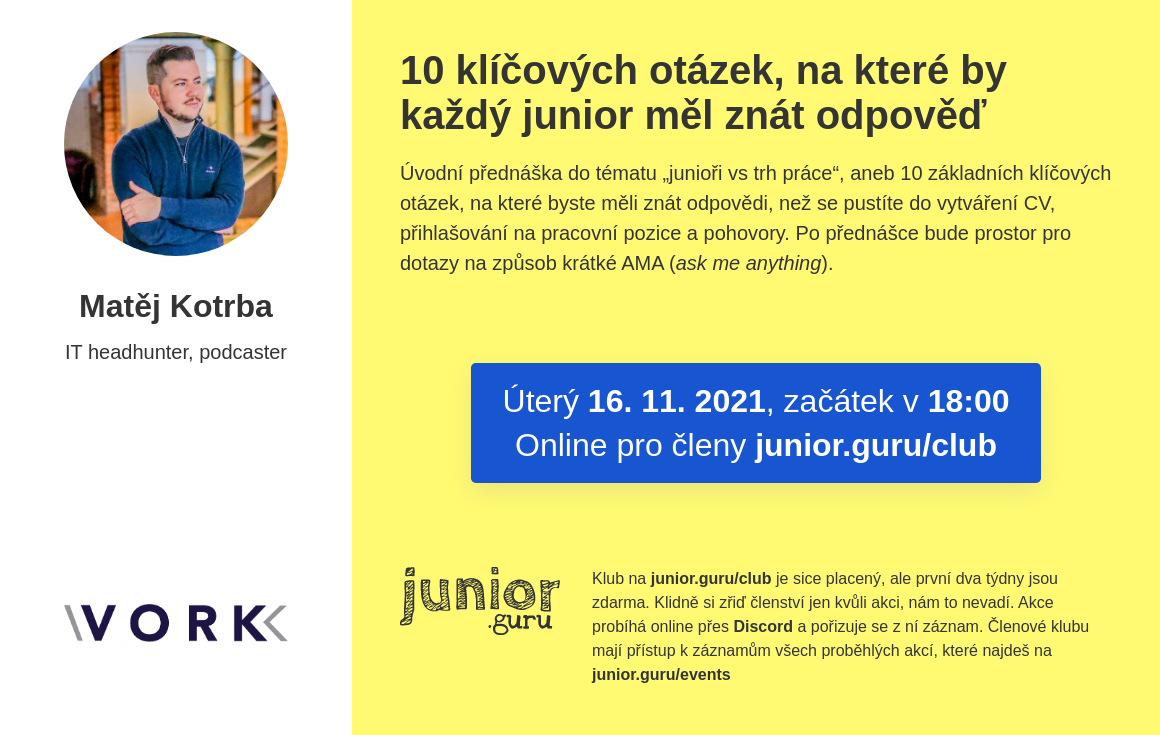 Matěj Kotrba
IT headhunter, podcaster
VORK
10 klíčových otázek, na které by
každý junior měl znát odpověď
Úvodní přednáška do tématu „junioři vs trh práce“, aneb 10 základních klíčových
otázek, na které byste měli znát odpovědi, než se pustíte do vytváření CV,
přihlašování na pracovní pozice a pohovory. Po přednášce bude prostor pro
dotazy na způsob krátké AMA (ask me anything).
Úterý 16. 11. 2021, začátek v 18:00
Online pro členy junior.guru/club
junior
.guru
Klub na junior.guru/club je sice placený, ale první dva týdny jsou
zdarma. Klidně si zřiď členství jen kvůli akci, nám to nevadí. Akce
probíhá online přes Discord a pořizuje se z ní záznam. Členové klubu
mají přístup k záznamům všech proběhlých akcí, které najdeš na
junior.guru/events